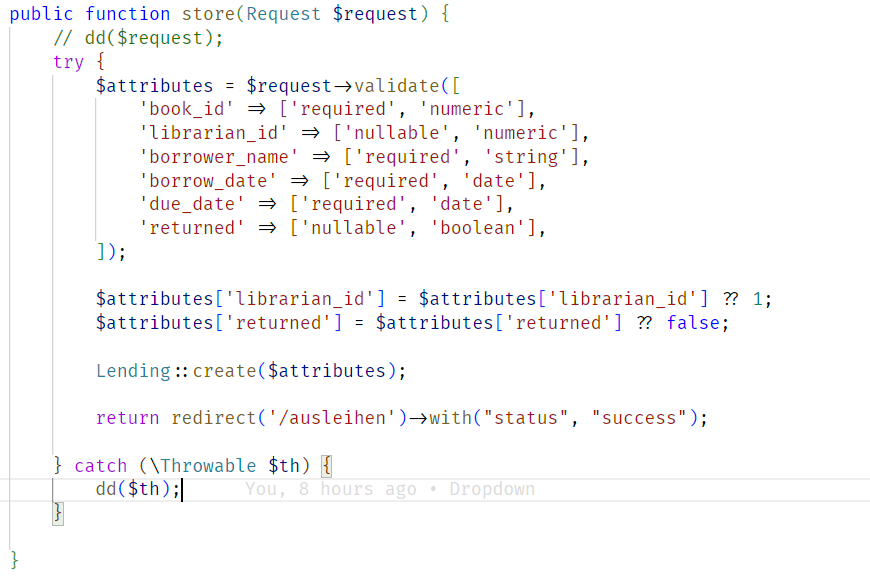 public function store(Request $request) {
    // dd($request);
    try {
        $attributes = $request->validate([
            'book_id' => ['required', 'numeric'],
            'librarian_id' => ['nullable', 'numeric'],
            'borrower_name' => ['required', 'string'],
            'borrow_date' => ['required', 'date'],
            'due_date' => ['required', 'date'],
            'returned' => ['nullable', 'boolean'],
        ]);
        $attributes['librarian_id'] = $attributes['librarian_id'] ?? 1;
        $attributes['returned'] = $attributes['returned'] ?? false;
        Lending::create($attributes);
        return redirect('/ausleihen')->with("status", "success");
    } catch (\Throwable $th) {
        dd($th); You, 8 hours ago • Dropdown
    }
}